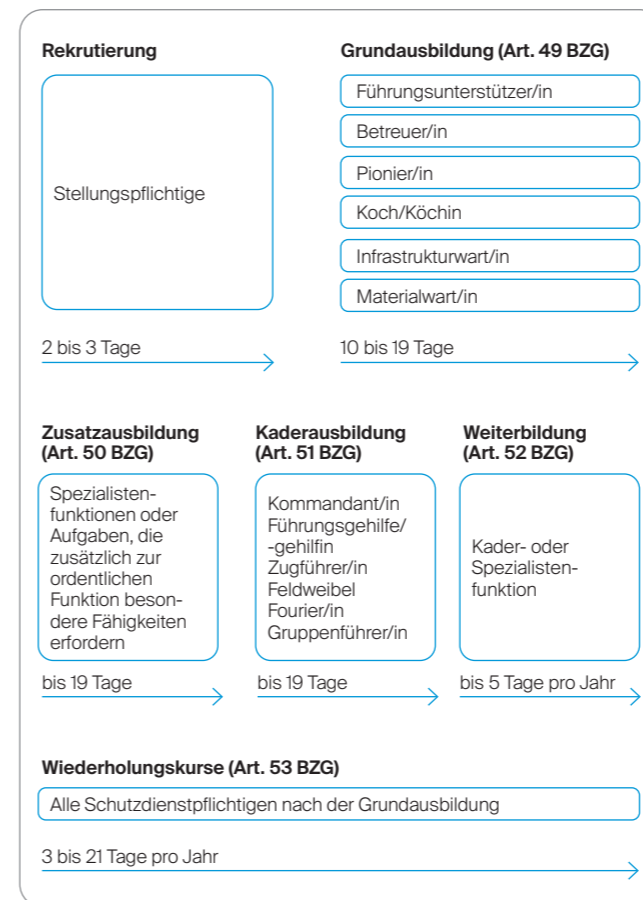 Rekrutierung
Stellungspflichtige
2 bis 3 Tage
Grundausbildung (Art. 49 BZG)
Führungsunterstützer/in
Betreuer/in
Pionier/in
Koch/Köchin
Infrastrukturwart/in
Materialwart/in
10 bis 19 Tage
Zusatzausbildung
(Art. 50 BZG)
Spezialisten-
funktionen oder
Aufgaben, die
zusätzlich zur
ordentlichen
Funktion beson-
dere Fähigkeiten
erfordern
bis 19 Tage
Kaderausbildung
(Art. 51 BZG)
Kommandant/in
Führungsgehilfe/
-gehilfin
Zugführer/in
Feldweibel
Fourier/in
Gruppenführer/in
bis 19 Tage
Weiterbildung
(Art. 52 BZG)
Kader- oder
Spezialisten-
funktion
bis 5 Tage pro Jahr
Wiederholungskurse (Art. 53 BZG)
Alle Schutzdienstpflichtigen nach der Grundausbildung
3 bis 21 Tage pro Jahr